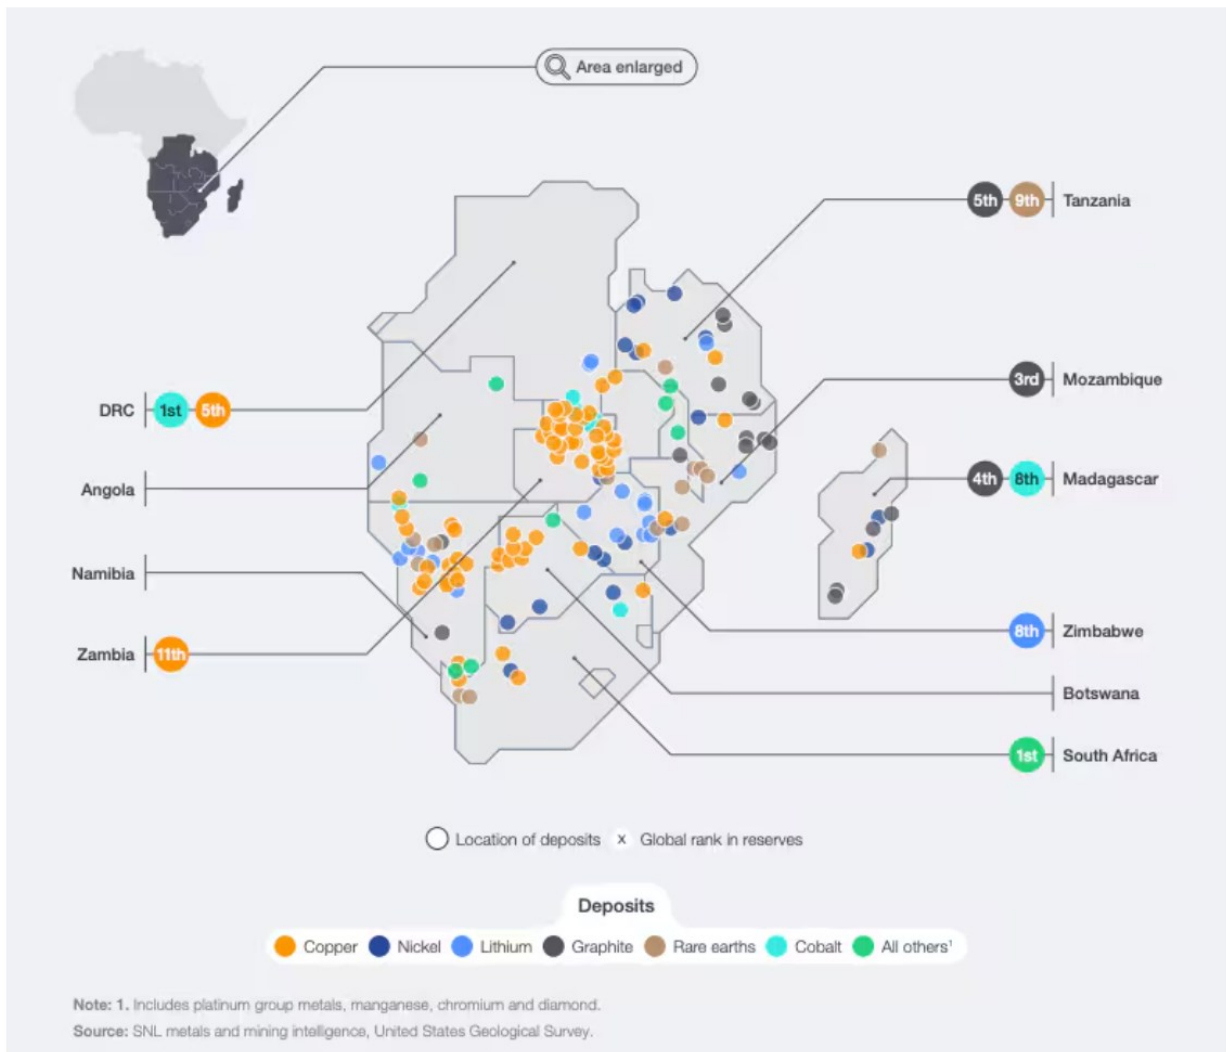 Area enlarged
5th 9th Tanzania
3rd Mozambique
DRC 1st 5th
4th 8th Madagascar
Angola
Namibia
8th Zimbabwe
Zambia 11th
Botswana
1st South Africa
Location of deposits x Global rank in reserves
Deposits
Copper Nickel Lithium Graphite Rare earths Cobalt All others¹
Note: 1. Includes platinum group metals, manganese, chromium and diamond.
Source: SNL metals and mining intelligence, United States Geological Survey.